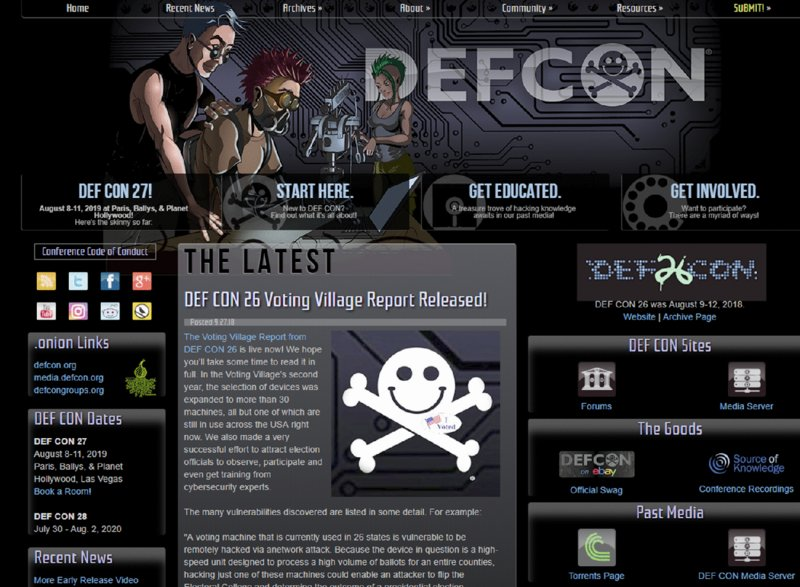 Home
Recent News
Archives »
About »
Community »
Resources »
SuBMIT! »
DEFCON
DEF CON 27!
August 8-11, 2019 at Paris, Ballys, & Planet
Hollywood!
Here's the skinny so far.
START HERE.
New to DEF CON?
Find out what it's all about!
GET EDUCATED.
A treasure trove of hacking knowledge
awaits in our past media!
GET INVOLVED.
Want to participate?
There are a myriad of ways!
Conference Code of Conduct
.onion Links
defcon.org
media.defcon.org
defcongroups.org
DEF CON Dates
DEF CON 27
August 8-11, 2019
Paris, Ballys, & Planet
Hollywood, Las Vegas
Book a Room!
DEF CON 28
July 30 - Aug. 2, 2020
Recent News
More Early Release Video
THE LATEST
DEF CON 26 Voting Village Report Released!
Posted 9.27.18
The Voting Village Report from
DEF CON 26 is live now! We hope
you'll take some time to read it in
full. In the Voting Village's second
year, the selection of devices was
expanded to more than 30
machines, all but one of which are
still in use across the USA right
now. We also made a very
successful effort to attract election
officials to observe, participate and
even get training from
cybersecurity experts.
I Voted
The many vulnerabilities discovered are listed in some detail. For example:
"A voting machine that is currently used in 26 states is vulnerable to be
remotely hacked via anetwork attack. Because the device in question is a high-
speed unit designed to process a high volume of ballots for an entire counties,
hacking just one of these machines could enable an attacker to flip the
DEF CON
26
DEF CON 26 was August 9-12, 2018.
Website | Archive Page
DEF CON Sites
Forums
Media Server
The Goods
DEFCON
on ebay
Official Swag
Source of
Knowledge
Conference Recordings
Past Media
Torrents Page
DEF CON Media Server